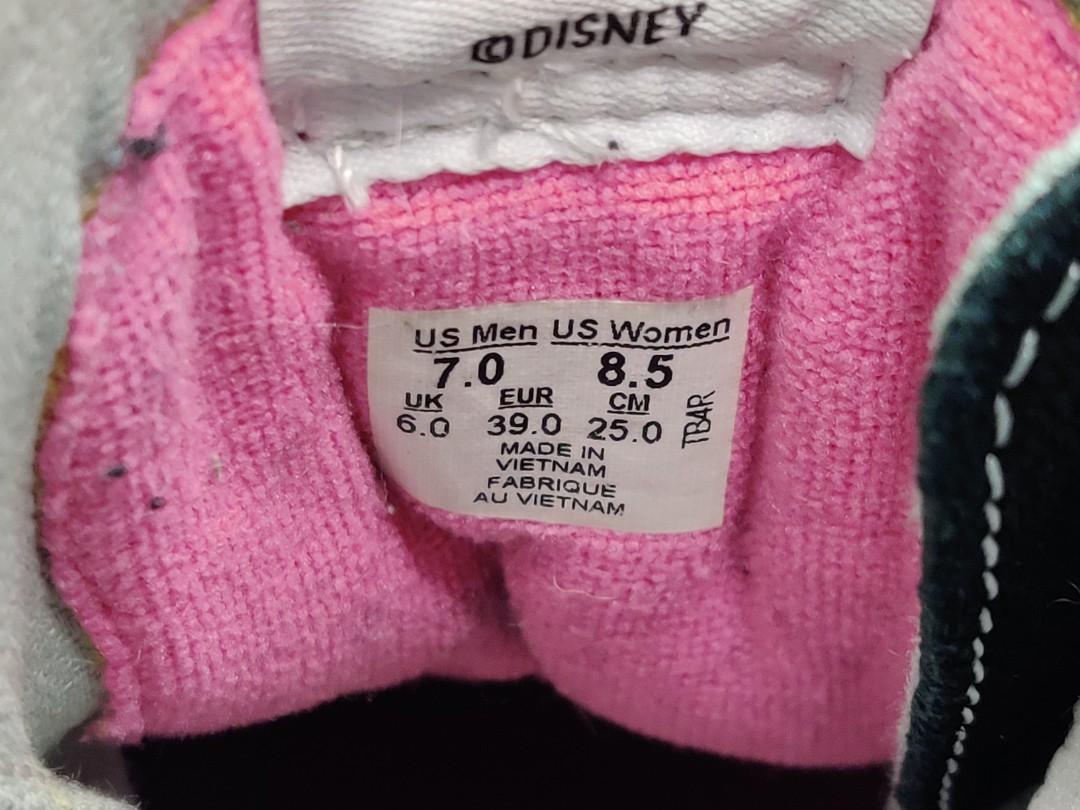 ©DISNEY
US Men US Women
7.0 8.5
UK EUR CM
6.0 39.0 25.0
TB4R
MADE IN
VIETNAM
FABRIQUE
AU VIETNAM